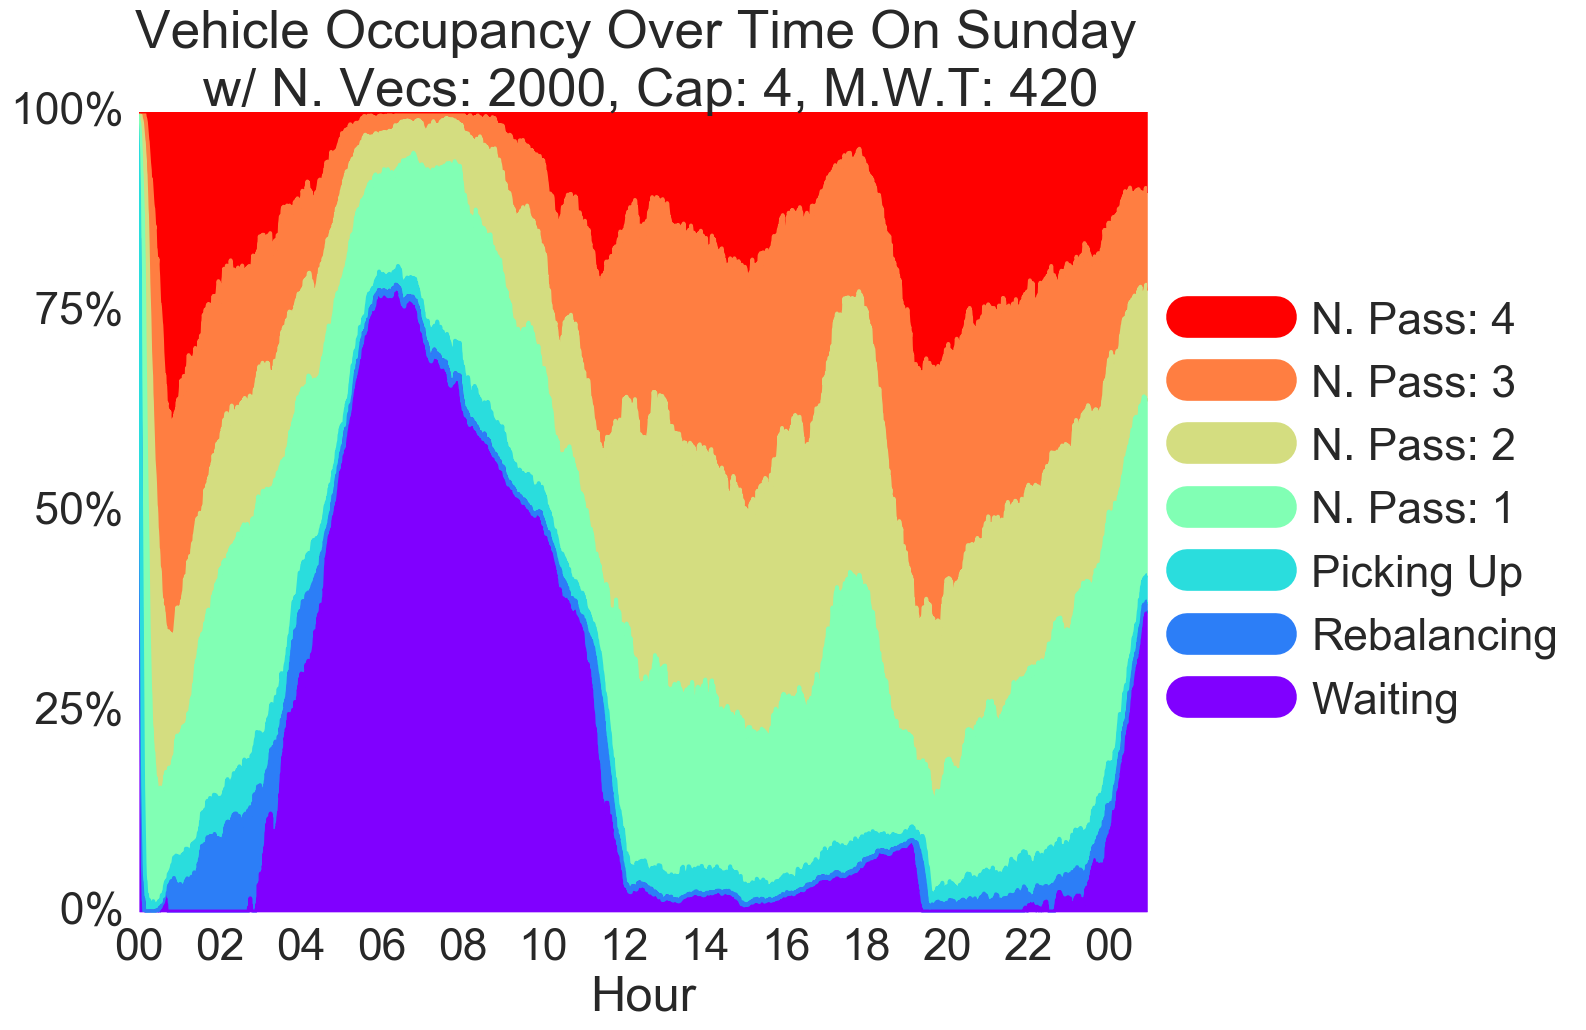 Vehicle Occupancy Over Time On Sunday
w/ N. Vecs: 2000, Cap: 4, M.W.T: 420
100%
75%
50%
25%
0%
00 02 04 06 08 10 12 14 16 18 20 22 00
Hour
N. Pass: 4
N. Pass: 3
N. Pass: 2
N. Pass: 1
Picking Up
Rebalancing
Waiting